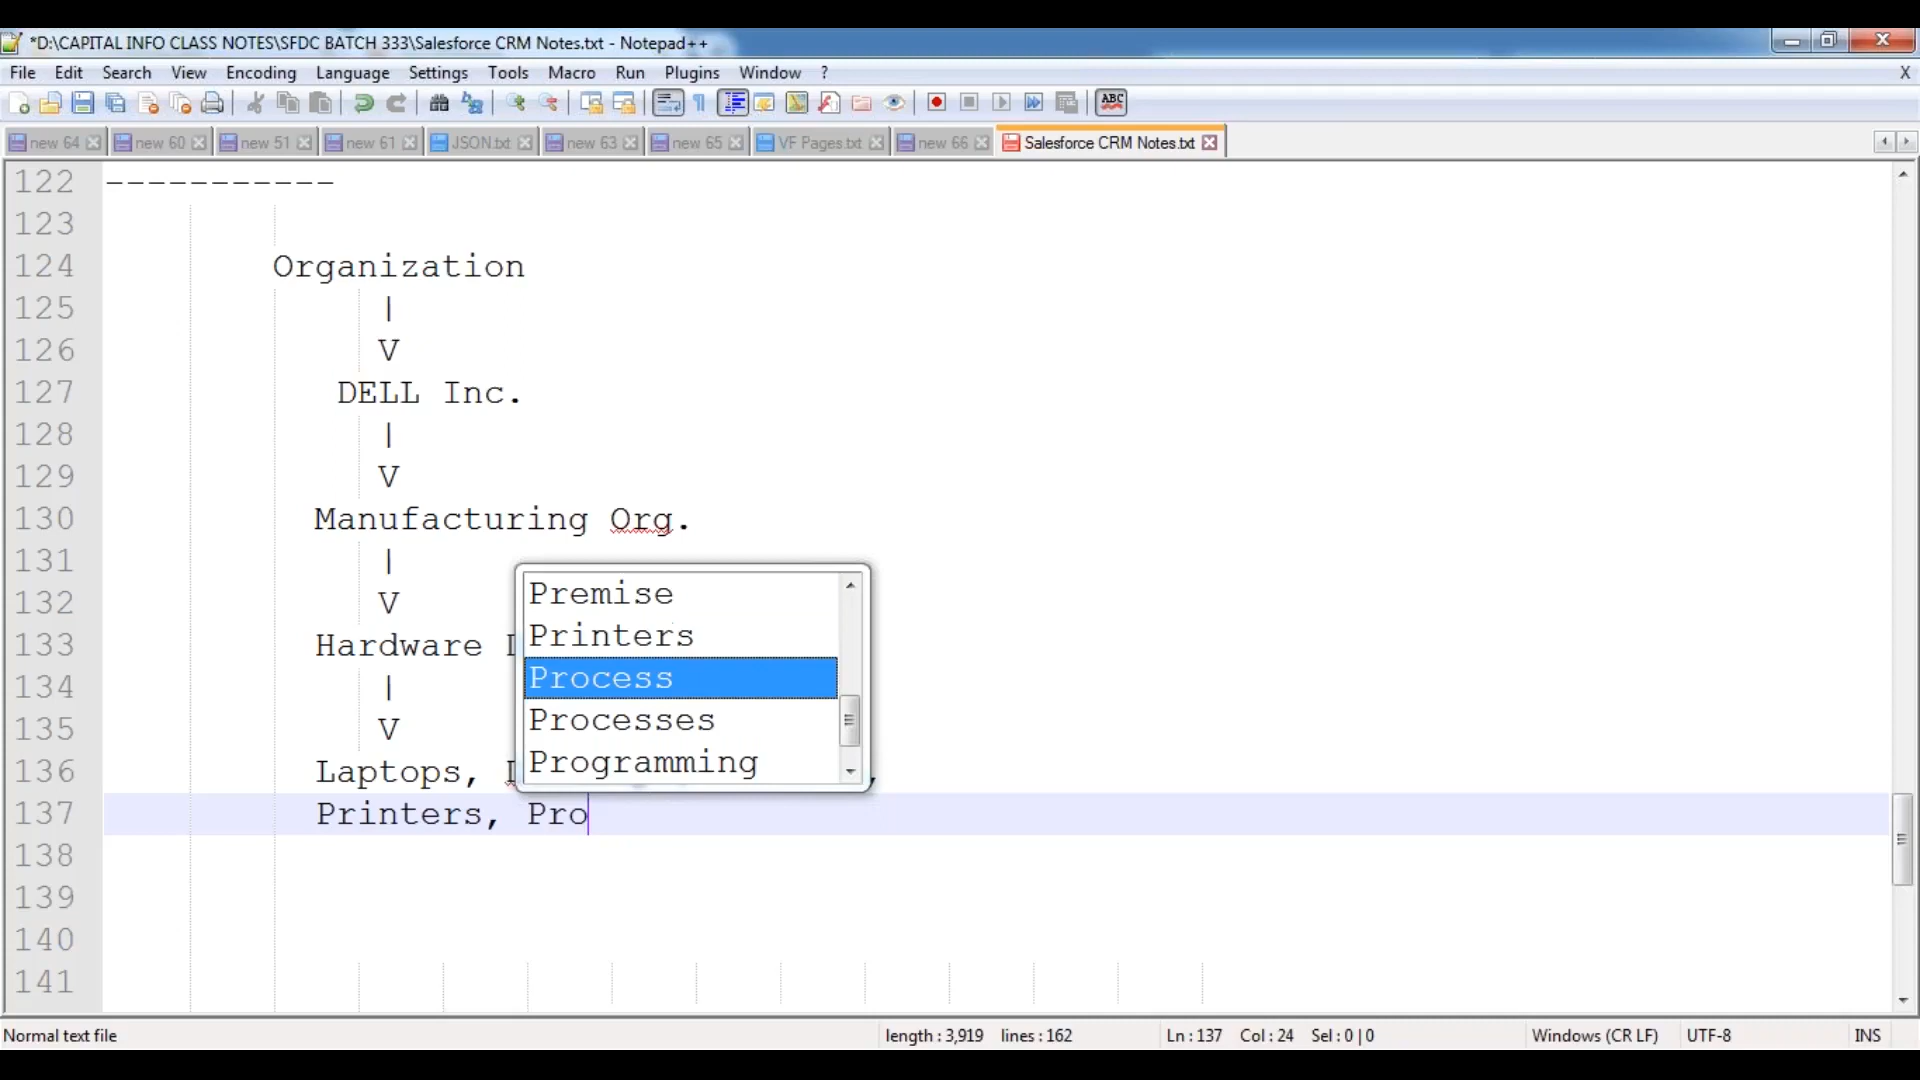 *D:\CAPITAL INFO CLASS NOTES\SFDC BATCH 333\Salesforce CRM Notes.txt - Notepad++
File Edit Search View Encoding Language Settings Tools Macro Run Plugins Window ? X
ABC
new 64 new 60 new 51 new 61 JSON.txt new 63 new 65 VF Pages.txt new 66 Salesforce CRM Notes.txt
122 -----------
123
124 Organization
125 |
126 V
127 DELL Inc.
128 |
129 V
130 Manufacturing Org.
131 |
132 V
133 Hardware
134 |
135 V
136 Laptops,
137 Printers, Pro
138
139
140
141
Premise
Printers
Process
Processes
Programming
Normal text file length : 3,919 lines : 162 Ln : 137 Col : 24 Sel : 0 | 0 Windows (CR LF) UTF-8 INS